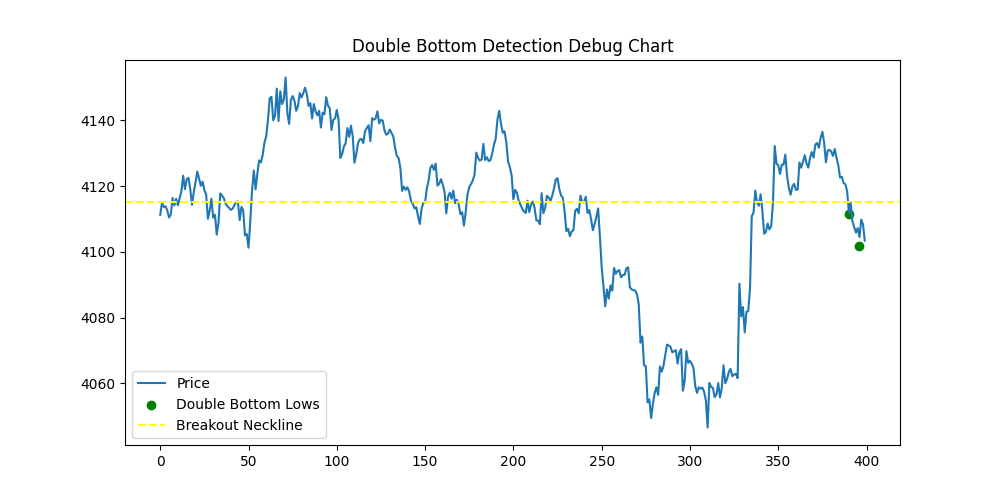 Double Bottom Detection Debug Chart
4140
4120
4100
4080
4060
Price
Double Bottom Lows
Breakout Neckline
0 50 100 150 200 250 300 350 400